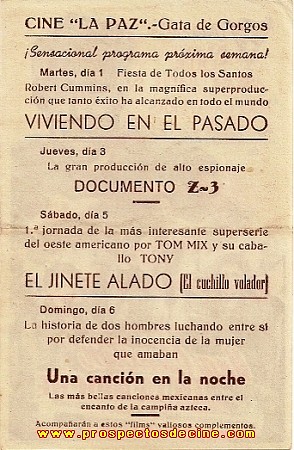 CINE "LA PAZ".-Gata de Gorgos
¡Sensacional programa próxima semana!
Martes, día 1 Fiesta de Todos los Santos
Robert Cummins, en la magnífica superproduc-
ción que tanto éxito ha alcanzado en todo el mundo
VIVIENDO EN EL PASADO
Jueves, día 3
La gran producción de alto espionaje
DOCUMENTO Z-3
Sábado, día 5
1.ª jornada de la más interesante superserie
del oeste americano por TOM MIX y su caba-
llo TONY
EL JINETE ALADO (El cuchillo volador)
Domingo, día 6
La historia de dos hombres luchando entre sí
por defender la inocencia de la mujer
que amaban
Una canción en la noche
Las más bellas canciones mexicanas entre el
encanto de la campiña azteca.
Acompañarán a estos "films" valiosos complementos.
www.prospectosdecine.com